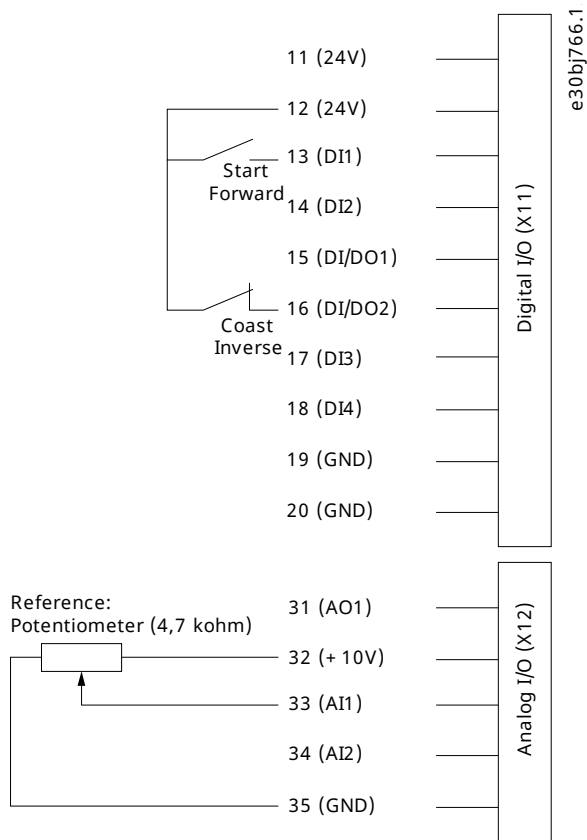 e30bj766.1
11 (24V)
12 (24V)
13 (DI1)
Start
Forward
14 (DI2)
15 (DI/DO1)
16 (DI/DO2)
Coast
Inverse
17 (DI3)
18 (DI4)
19 (GND)
20 (GND)
Digital I/O (X11)
Reference:
Potentiometer (4,7 kohm)
31 (AO1)
32 (+ 10V)
33 (AI1)
34 (AI2)
35 (GND)
Analog I/O (X12)